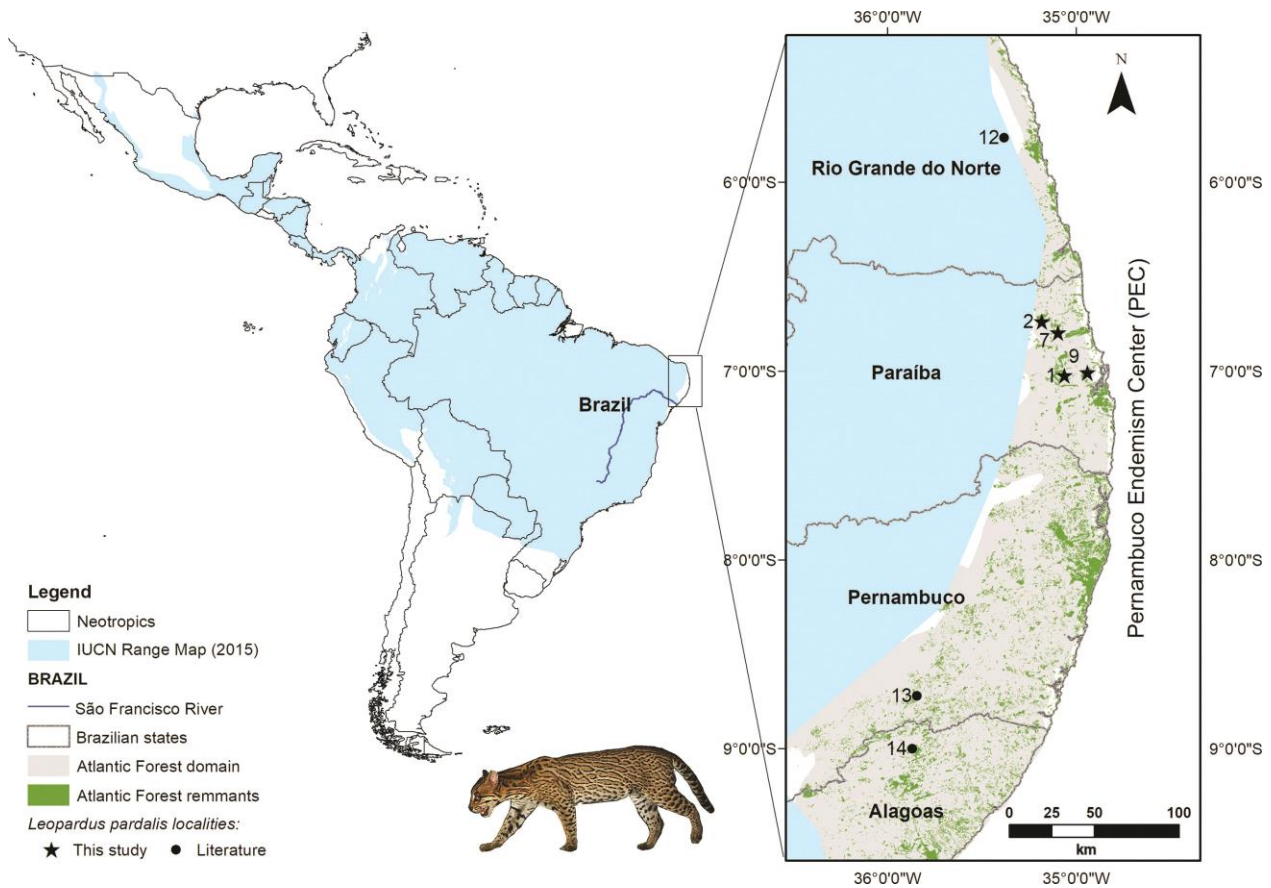 Brazil
Legend
Neotropics
IUCN Range Map (2015)
BRAZIL
São Francisco River
Brazilian states
Atlantic Forest domain
Atlantic Forest remnants
Leopardus pardalis localities:
This study
Literature
36°0'0"W
35°0'0"W
N
12
Rio Grande do Norte
6°0'0"S
6°0'0"S
2
7
9
1
7°0'0"S
Paraíba
7°0'0"S
Pernambuco Endemism Center (PEC)
8°0'0"S
8°0'0"S
Pernambuco
13
9°0'0"S
14
9°0'0"S
Alagoas
0 25 50 100
km
36°0'0"W
35°0'0"W